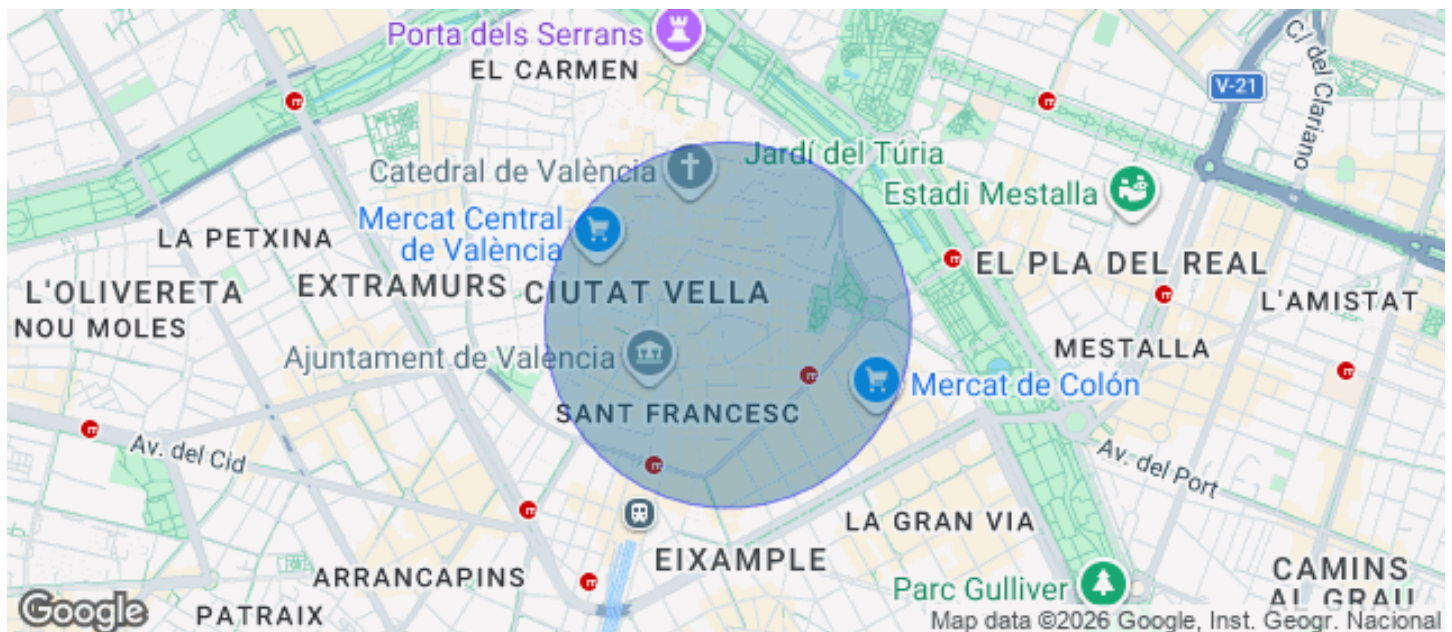 Porta dels Serrans
EL CARMEN
C/ del Clariano
V-21
Catedral de València
Jardí del Túria
Estadi Mestalla
Mercat Central
de València
LA PETXINA
EL PLA DEL REAL
L'OLIVERETA
NOU MOLES
EXTRAMURS
CIUTAT VELLA
L'AMISTAT
Ajuntament de València
MESTALLA
Mercat de Colón
SANT FRANCESC
Av. del Cid
Av. del Port
LA GRAN VIA
EIXAMPLE
ARRANCAPINS
CAMINS
AL GRAU
Parc Gulliver
PATRAIX
Google
Map data ©2026 Google, Inst. Geogr. Nacional